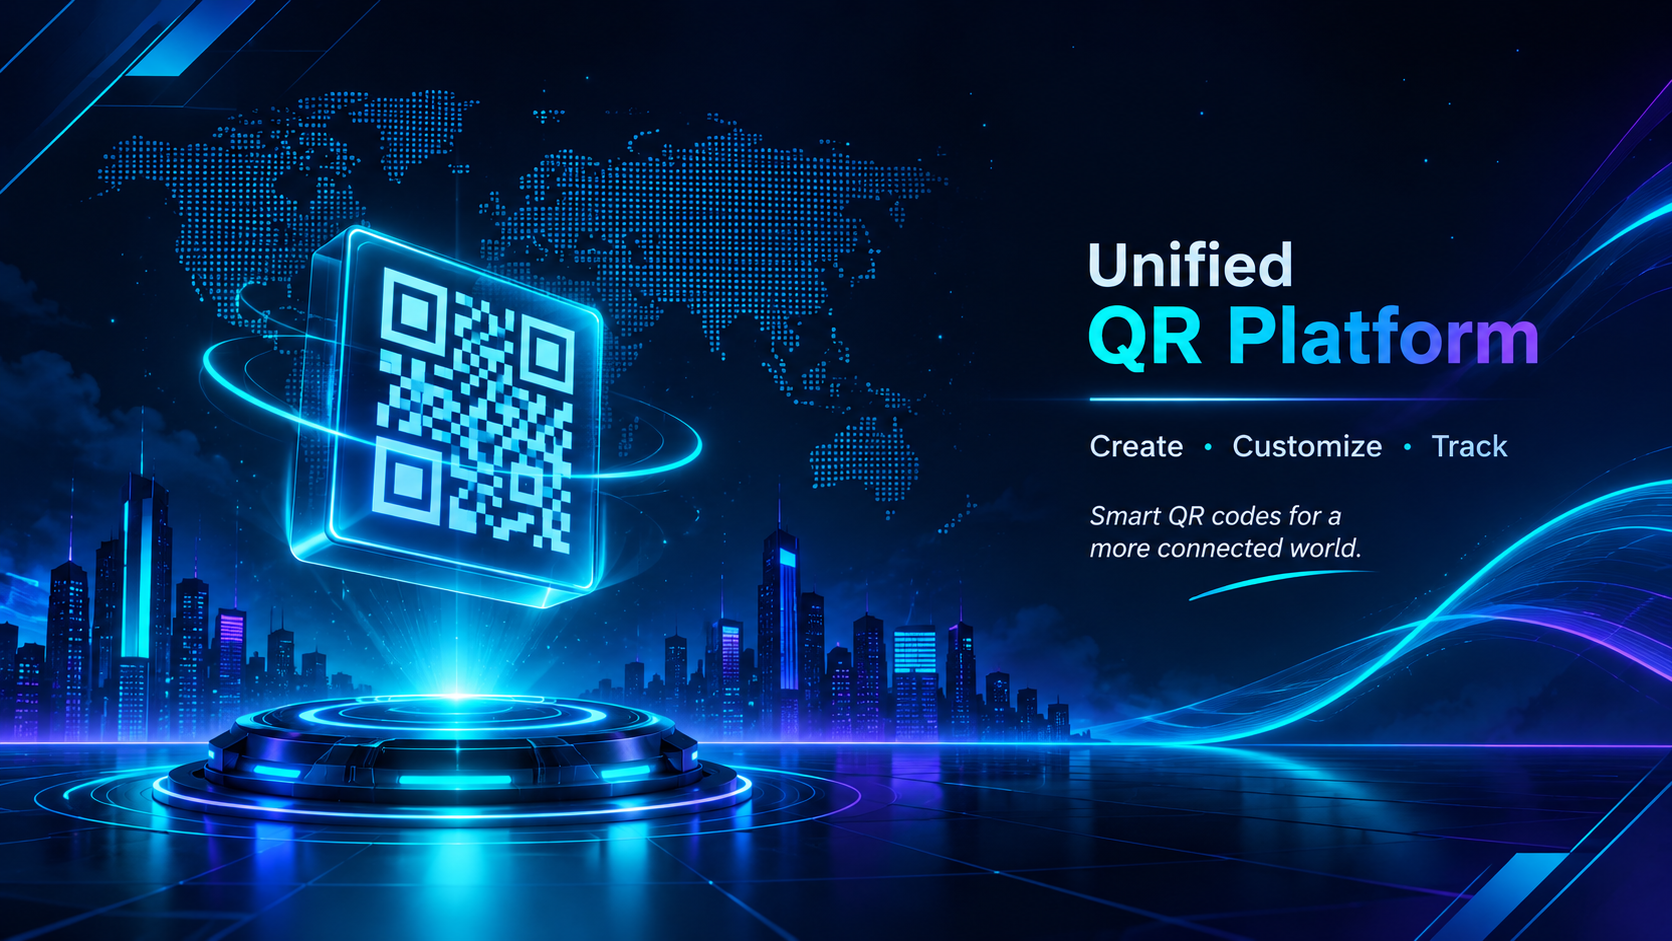 Unified
QR Platform
Create • Customize • Track
Smart QR codes for a
more connected world.